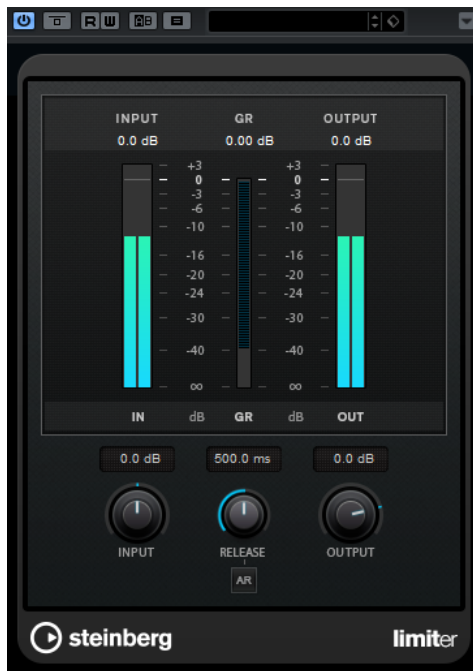 R W AB
INPUT GR OUTPUT
0.0 dB 0.00 dB 0.0 dB
+3 +3
0 0
-3 -3
-6 -6
-10 -10
-16 -16
-20 -20
-24 -24
-30 -30
-40 -40
∞ ∞
IN dB GR dB OUT
0.0 dB 500.0 ms 0.0 dB
INPUT RELEASE OUTPUT
AR
steinberg limiter